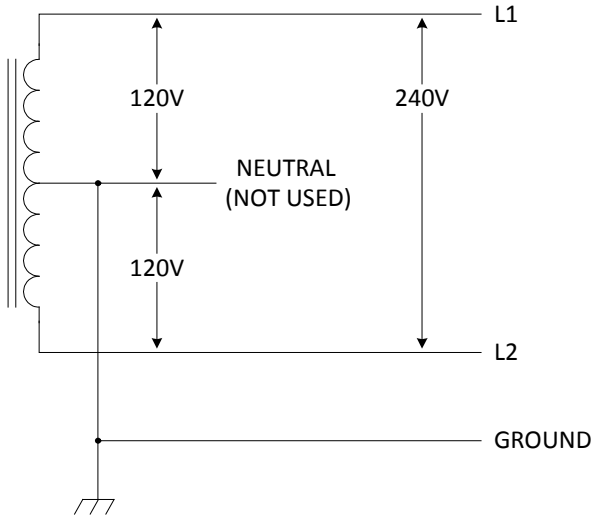 L1
120V
240V
NEUTRAL
(NOT USED)
120V
L2
GROUND